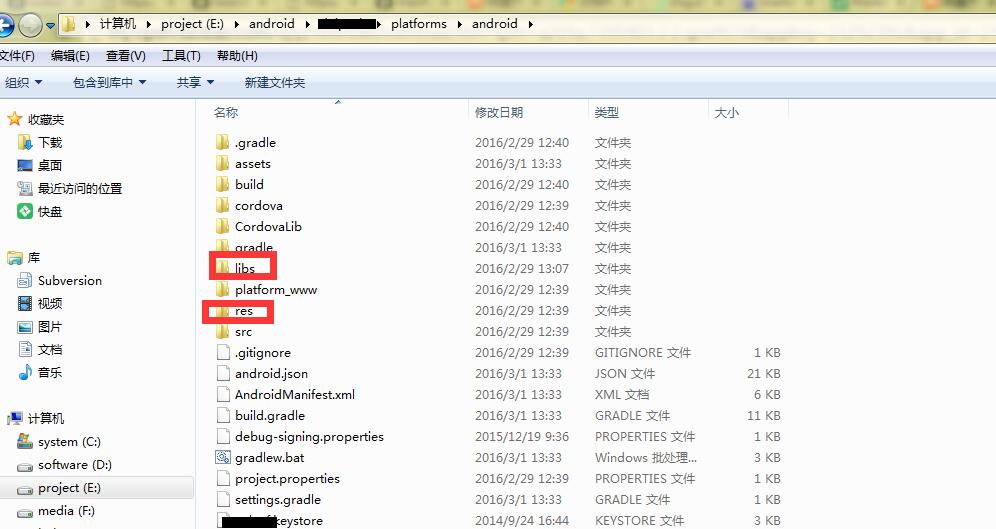 计算机 project (E:) android platforms android
文件(F) 编辑(E) 查看(V) 工具(T) 帮助(H)
组织 包含到库中 共享 新建文件夹
收藏夹
下载
桌面
最近访问的位置
快盘
库
Subversion
视频
图片
文档
音乐
计算机
system (C:)
software (D:)
project (E:)
media (F:)
名称 修改日期 类型 大小
.gradle 2016/2/29 12:40 文件夹
assets 2016/3/1 13:33 文件夹
build 2016/2/29 12:40 文件夹
cordova 2016/2/29 12:39 文件夹
CordovaLib 2016/2/29 12:40 文件夹
gradle 2016/3/1 13:33 文件夹
libs 2016/2/29 13:07 文件夹
platform_www 2016/2/29 12:39 文件夹
res 2016/2/29 12:39 文件夹
src 2016/2/29 12:39 文件夹
.gitignore 2016/2/29 12:39 GITIGNORE 文件 1 KB
android.json 2016/3/1 13:33 JSON 文件 21 KB
AndroidManifest.xml 2016/3/1 13:33 XML 文档 6 KB
build.gradle 2016/3/1 13:33 GRADLE 文件 11 KB
debug-signing.properties 2015/12/19 9:36 PROPERTIES 文件 1 KB
gradlew.bat 2016/3/1 13:33 Windows 批处理... 3 KB
project.properties 2016/2/29 12:39 PROPERTIES 文件 1 KB
settings.gradle 2016/3/1 13:33 GRADLE 文件 1 KB
keystore 2014/9/24 16:44 KEYSTORE 文件 3 KB